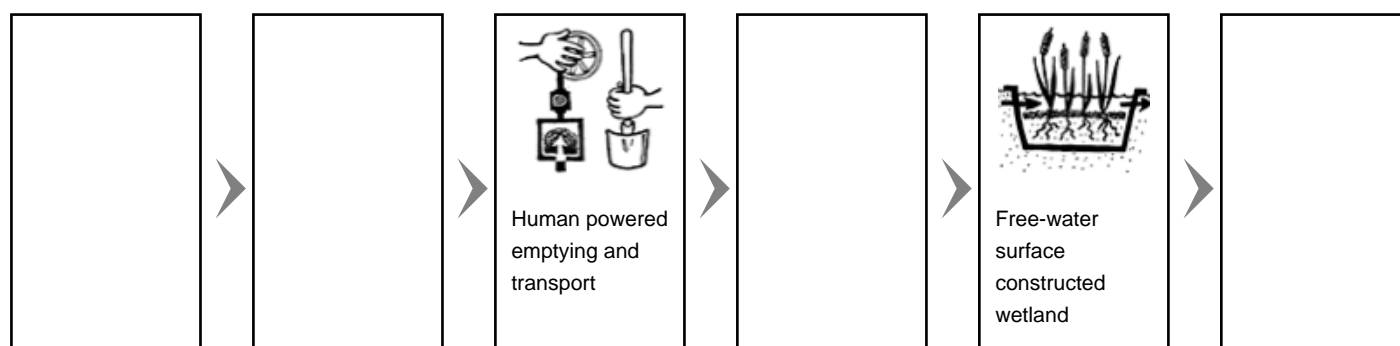 Human powered
emptying and
transport
Free-water
surface
constructed
wetland